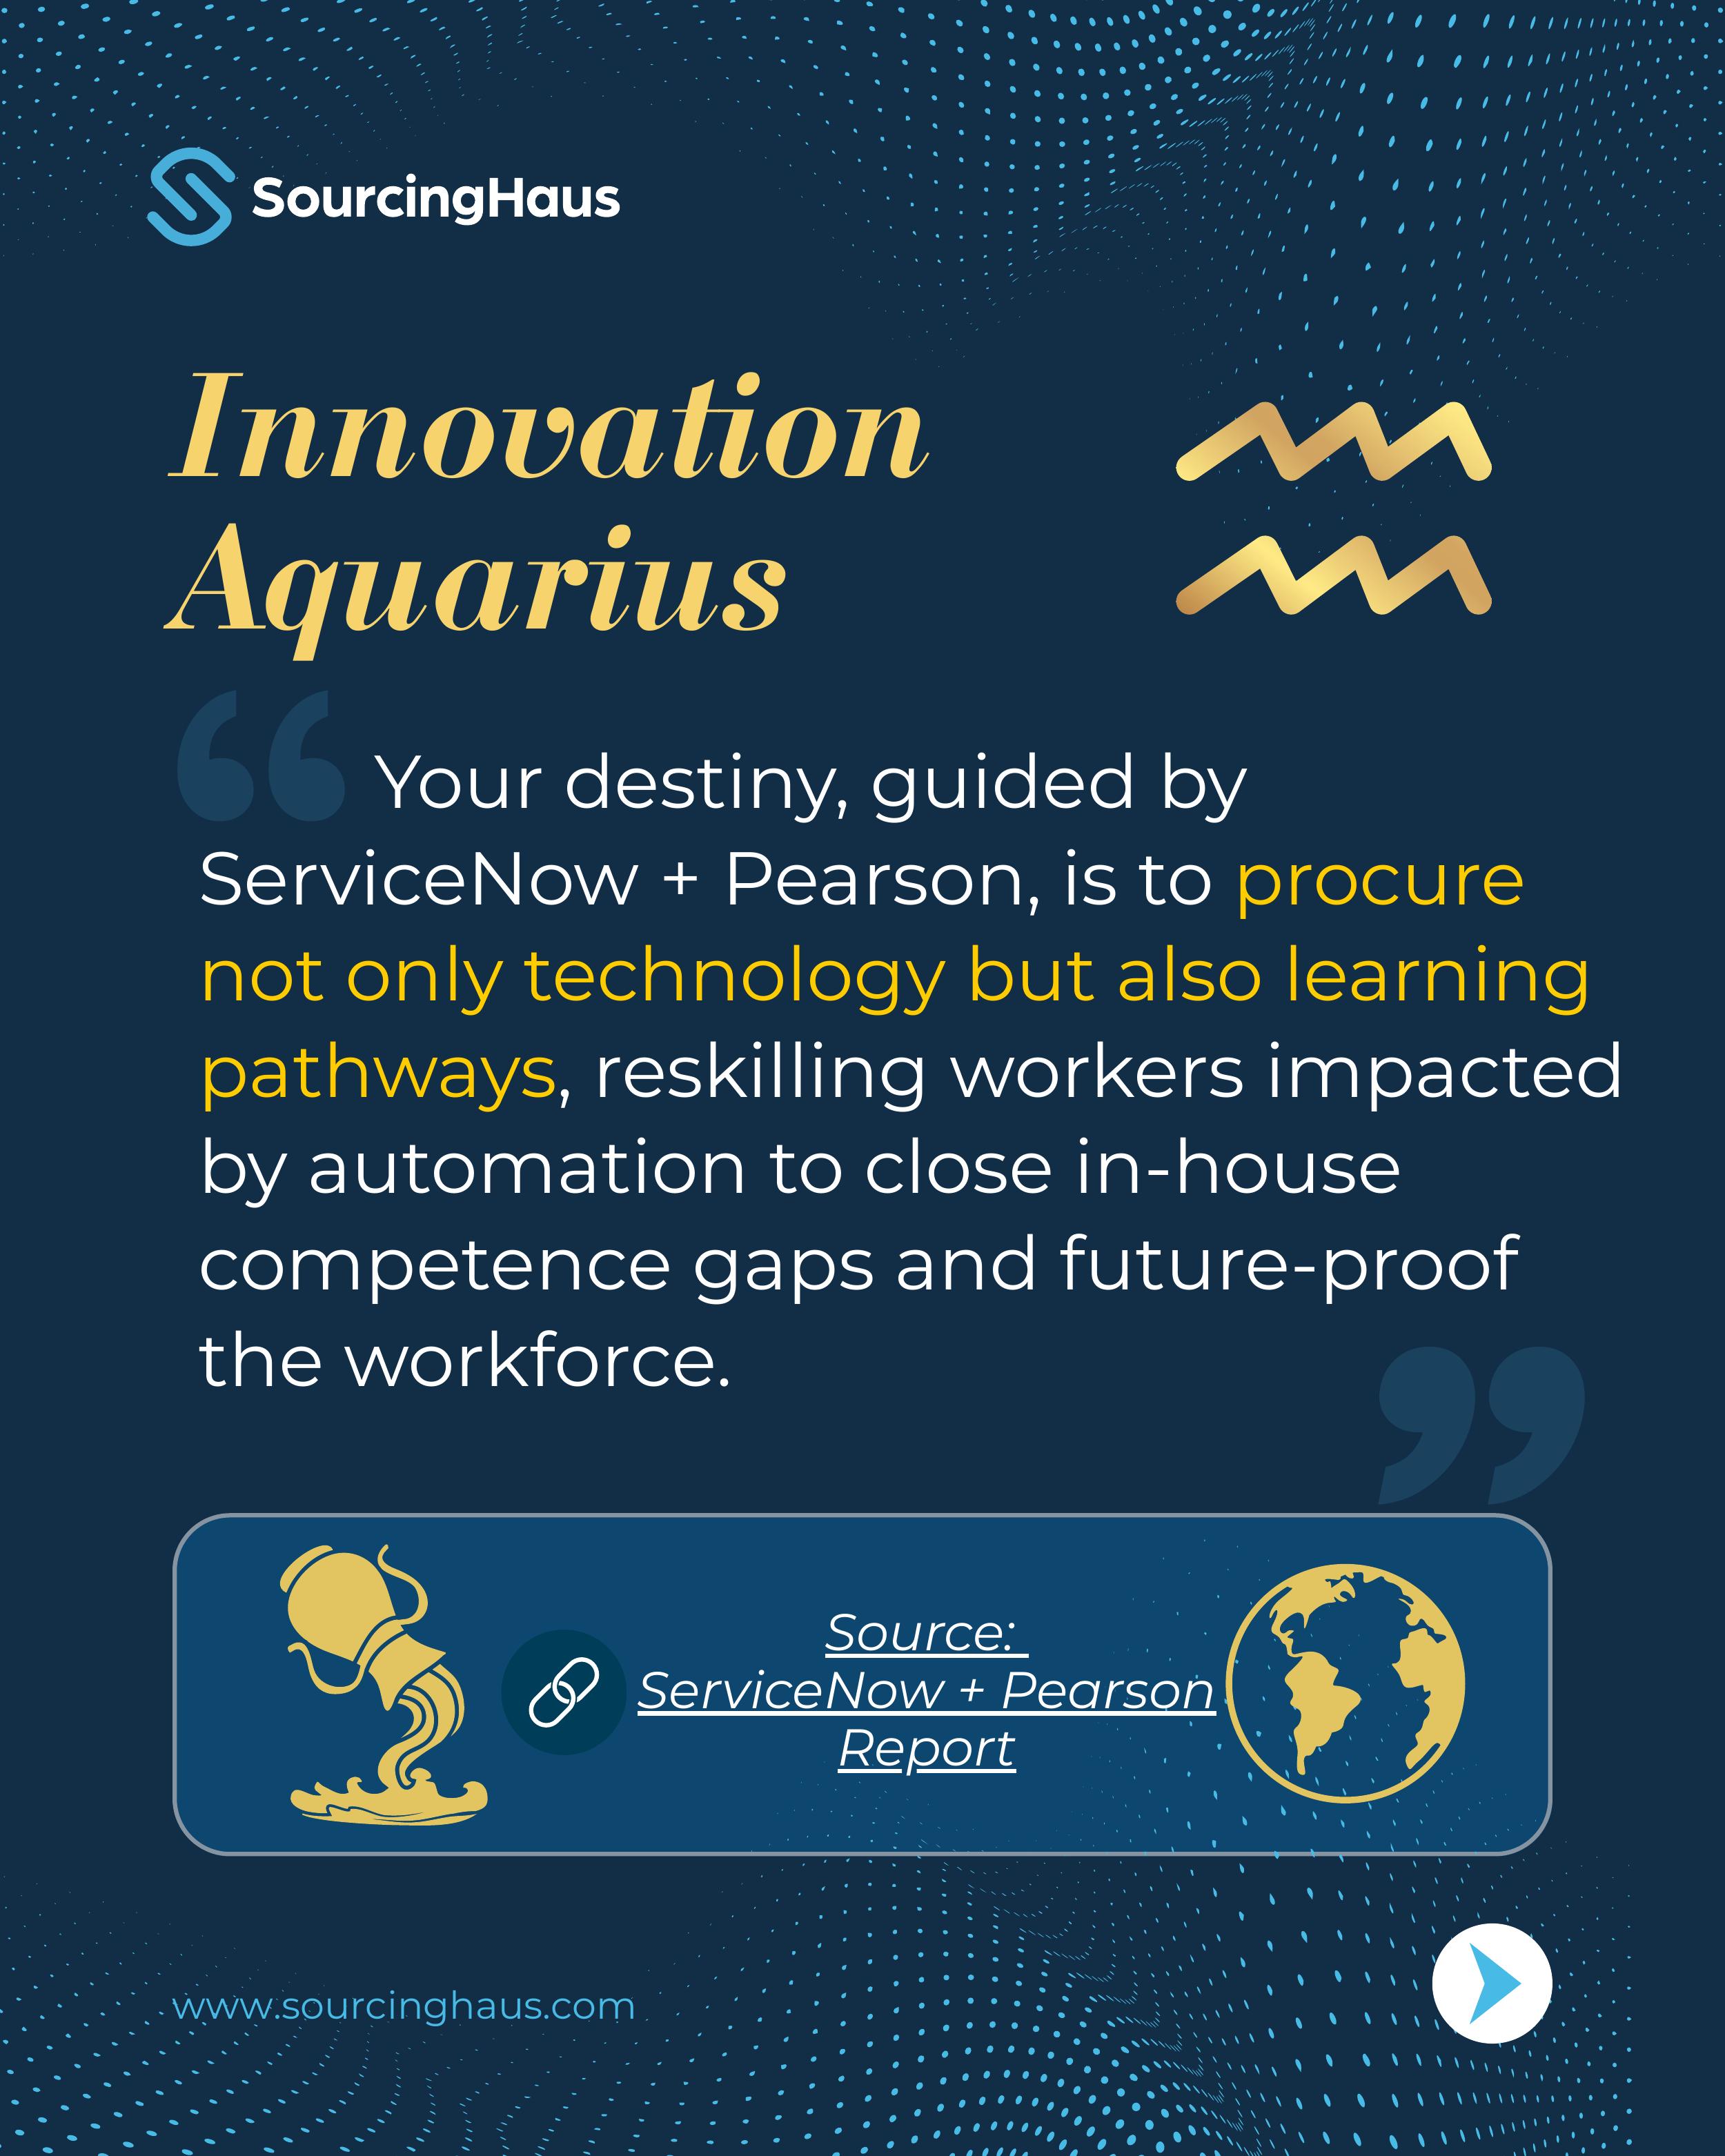 SourcingHaus
Innovation
Aquarius
“ Your destiny, guided by
ServiceNow + Pearson, is to procure
not only technology but also learning
pathways, reskilling workers impacted
by automation to close in-house
competence gaps and future-proof
the workforce. ”
Source:
ServiceNow + Pearson
Report
www.sourcinghaus.com